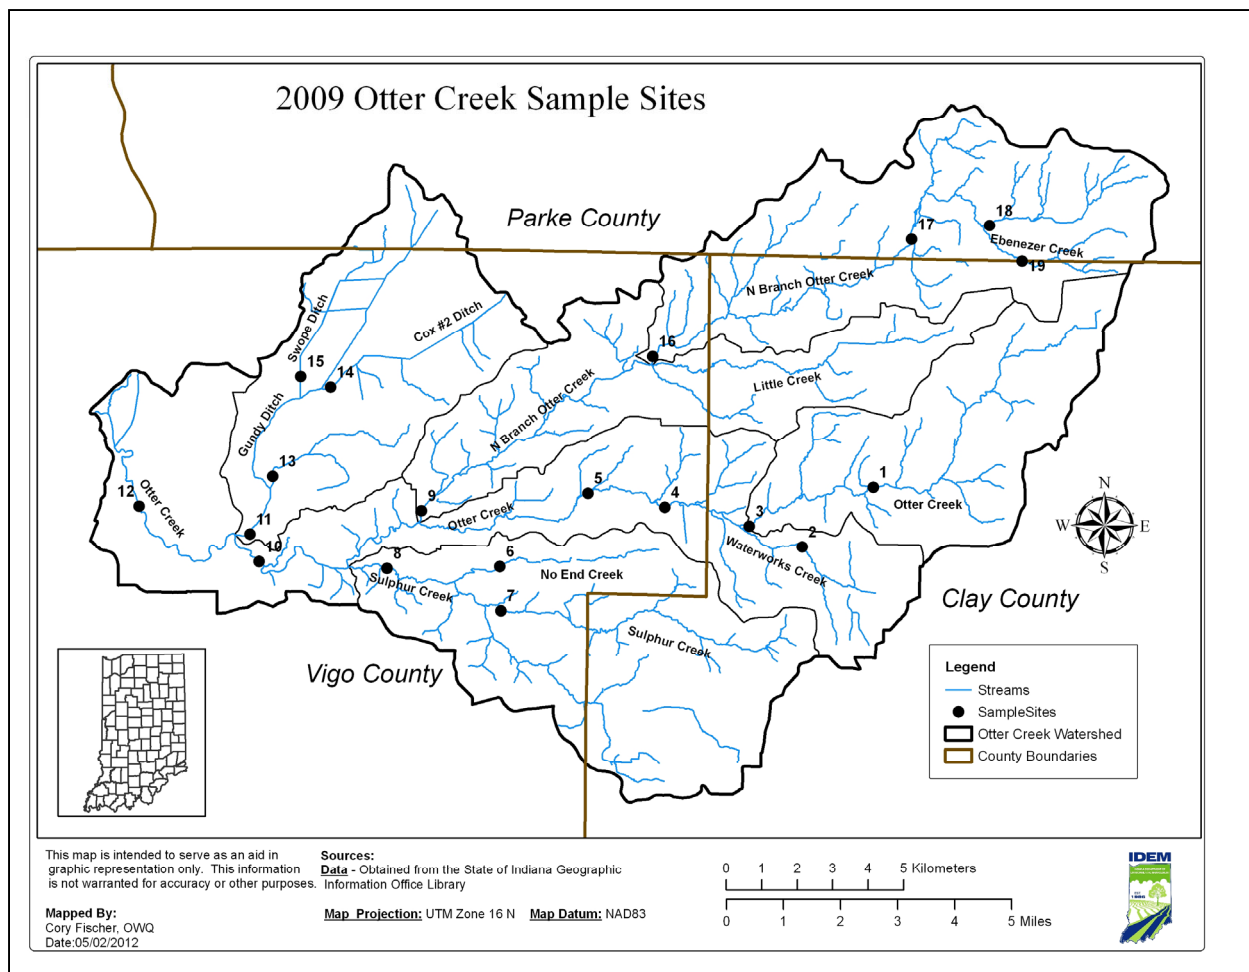 2009 Otter Creek Sample Sites
Parke County
18
17
Ebenezer Creek
19
N Branch Otter Creek
Swope Ditch
Cox #2 Ditch
16
15
14
Little Creek
N Branch Otter Creek
Gundy Ditch
13
5
1
12
Otter Creek
9
Otter Creek
4
Otter Creek
3
11
2
10
Waterworks Creek
8
6
No End Creek
Sulphur Creek
7
Clay County
Sulphur Creek
Vigo County
N
W
E
S
Legend
Streams
SampleSites
Otter Creek Watershed
County Boundaries
This map is intended to serve as an aid in
graphic representation only. This information
is not warranted for accuracy or other purposes.
Mapped By:
Cory Fischer, OWQ
Date:05/02/2012
Sources:
Data - Obtained from the State of Indiana Geographic
Information Office Library
Map Projection: UTM Zone 16 N Map Datum: NAD83
0 1 2 3 4 5 Kilometers
0 1 2 3 4 5 Miles
IDEM